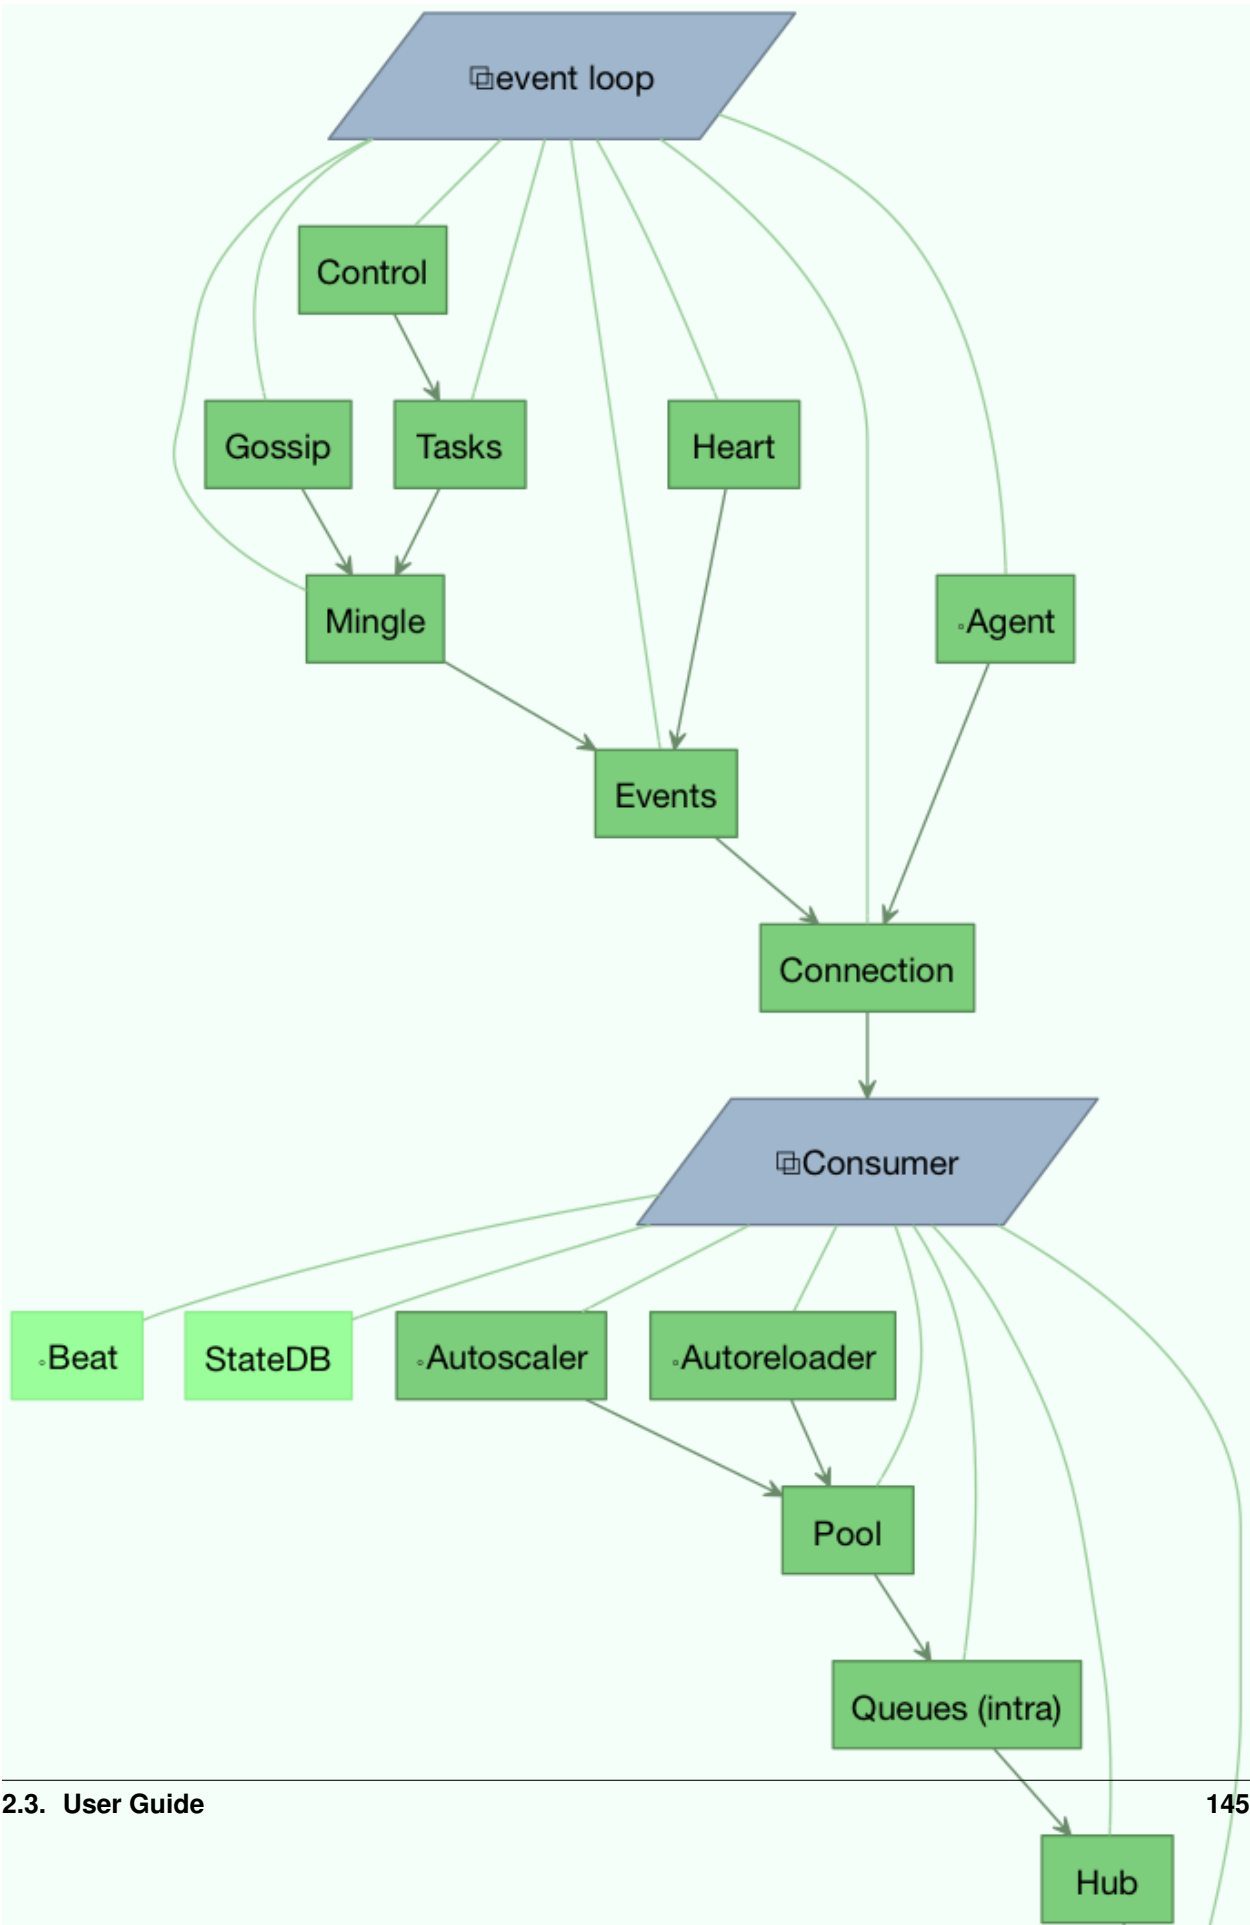 ⧉event loop
Control
Gossip
Tasks
Heart
Mingle
◦Agent
Events
Connection
⧉Consumer
◦Beat
StateDB
◦Autoscaler
◦Autoreloader
Pool
Queues (intra)
2.3. User Guide
145
Hub